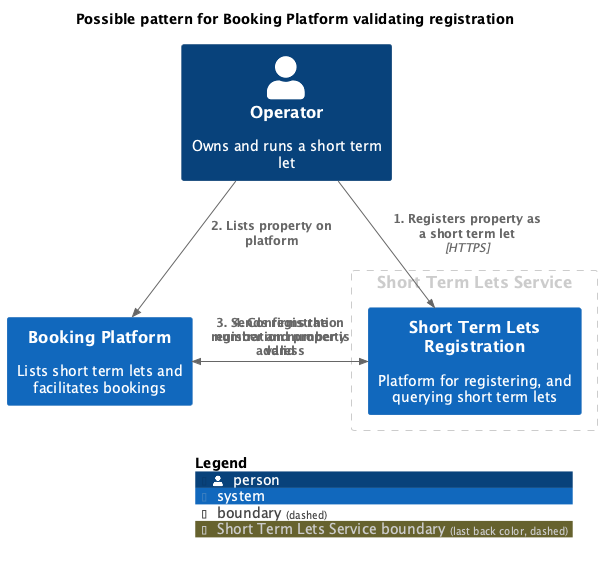 Possible pattern for Booking Platform validating registration
Operator
Owns and runs a short term
let
2. Lists property on
platform
1. Registers property as
a short term let
[HTTPS]
Short Term Lets Service
Booking Platform
Lists short term lets and
facilitates bookings
3.
registration
valid
Short Term Lets
Registration
Platform for registering, and
querying short term lets
Legend
person
system
boundary (dashed)
Short Term Lets Service boundary (last back color, dashed)